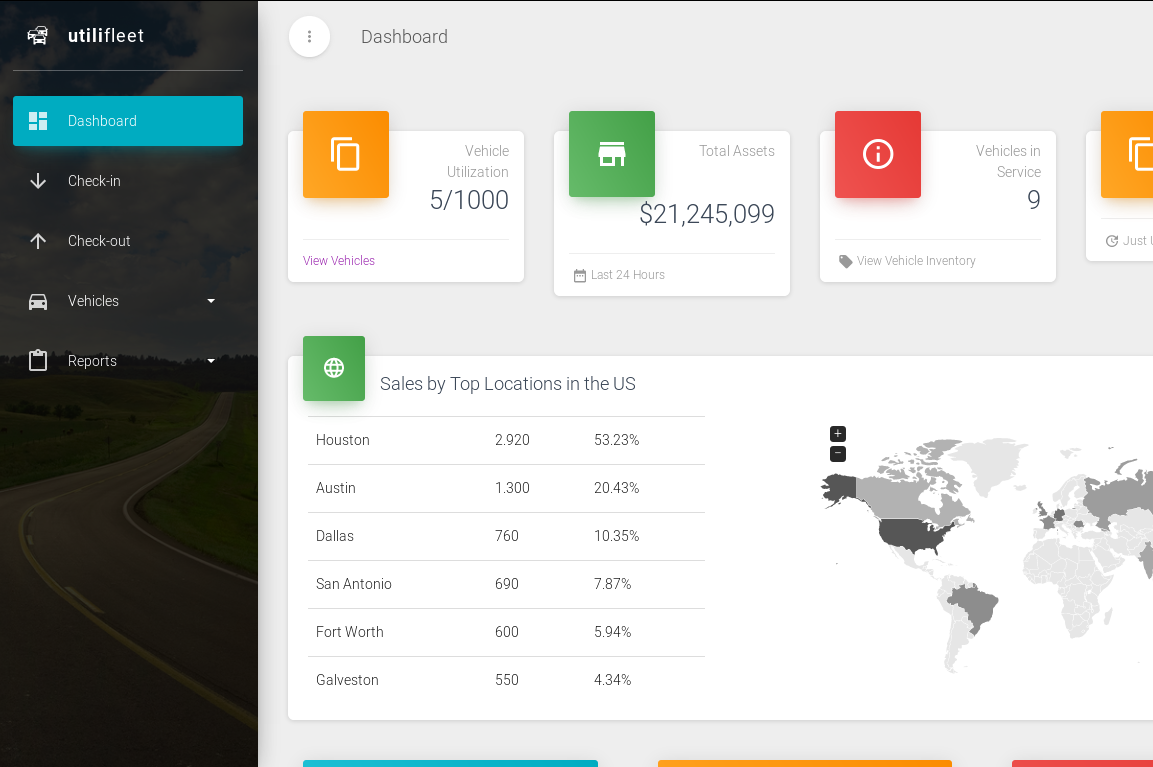 utilifleet
Dashboard
Check-in
Check-out
Vehicles
Reports
Dashboard
Vehicle
Utilization
5/1000
View Vehicles
Total Assets
$21,245,099
Last 24 Hours
Vehicles in
Service
9
View Vehicle Inventory
Just
Sales by Top Locations in the US
Houston 2.920 53.23%
Austin 1.300 20.43%
Dallas 760 10.35%
San Antonio 690 7.87%
Fort Worth 600 5.94%
Galveston 550 4.34%
+
−